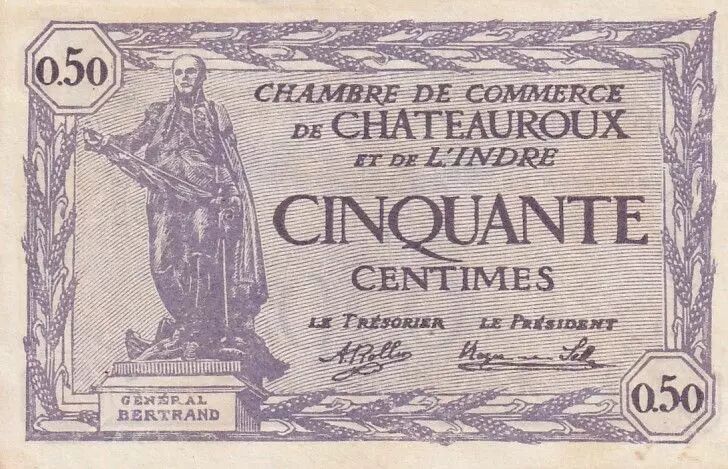 0.50
CHAMBRE DE COMMERCE
DE CHATEAUROUX
ET DE L'INDRE
CINQUANTE
CENTIMES
LE TRÉSORIER LE PRÉSIDENT
GENÉRAL
BERTRAND
0.50